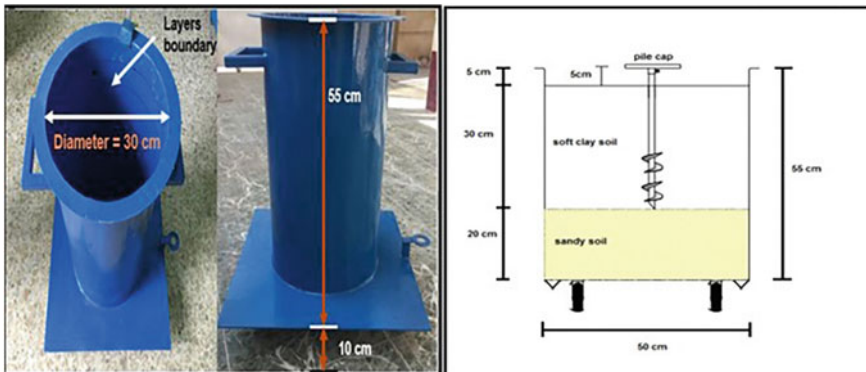 Layers
boundary
Diameter = 30 cm
55 cm
10 cm
pile cap
5 cm
5cm
30 cm
soft clay soil
55 cm
20 cm
sandy soil
50 cm